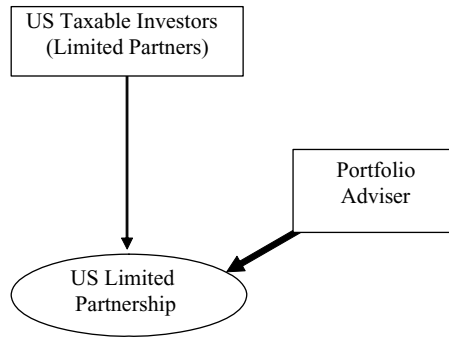 US Taxable Investors
(Limited Partners)
Portfolio
Adviser
US Limited
Partnership